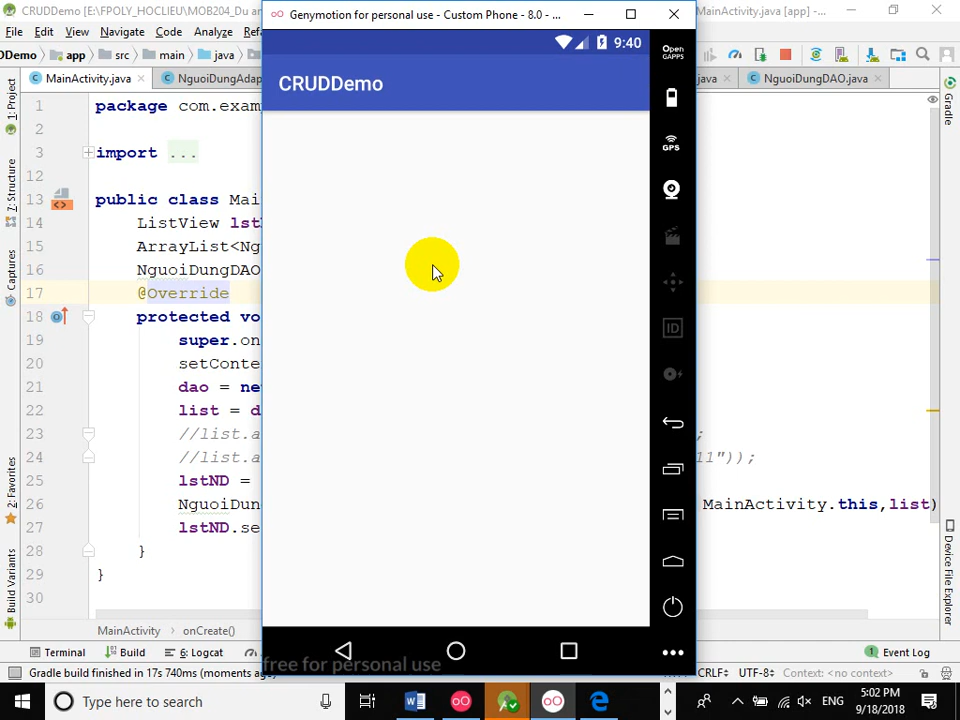 CRUDDemo [E:\FPOLY_HOCLIEU\MOB204_Du an
MainActivity.java [app] -...
Genymotion for personal use - Custom Phone - 8.0 - ...
File Edit View Navigate Code Analyze Refa
DDemo app src main java
MainActivity.java NguoiDungAdap java NguoiDungDAO.java
1: Project
7: Structure
Captures
2: Favorites
Build Variants
Gradle
Device File Explorer
9:40
CRUDDemo
Open
GAPPS
GPS
ID
1 package com.exam
2
3 import ...
12
13 public class Mai
14 ListView lst
15 ArrayList<Ng
16 NguoiDungDAO
17 @Override
18 protected vo
19 super.on
20 setConte
21 dao = new
22 list = d
23 //list.a ;
24 //list.a 11"));
25 lstND =
26 NguoiDun MainActivity.this,list)
27 lstND.se
28 }
29 }
30
MainActivity onCreate()
Terminal Build 6: Logcat Event Log
free for personal use
Gradle build finished in 17s 740ms (moments ago)
CRLF UTF-8 Context: <no context>
Type here to search
ENG
5:02 PM
9/18/2018